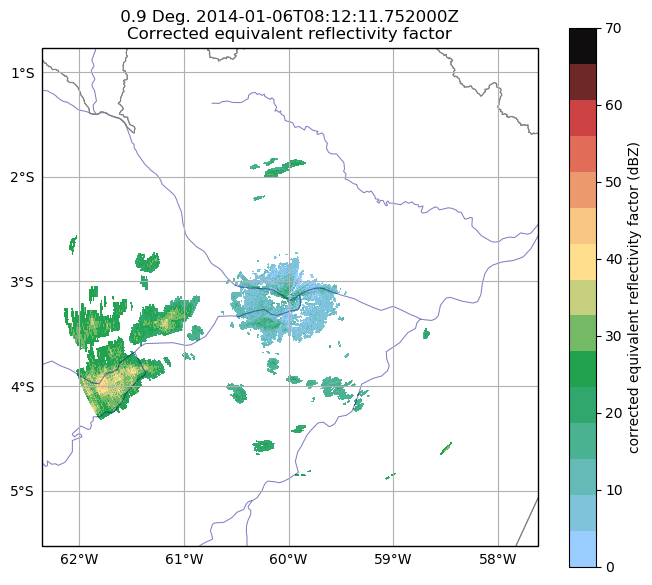 0.9 Deg. 2014-01-06T08:12:11.752000Z
Corrected equivalent reflectivity factor
1°S
2°S
3°S
4°S
5°S
62°W 61°W 60°W 59°W 58°W
70
60
50
40
30
20
10
0
corrected equivalent reflectivity factor (dBZ)